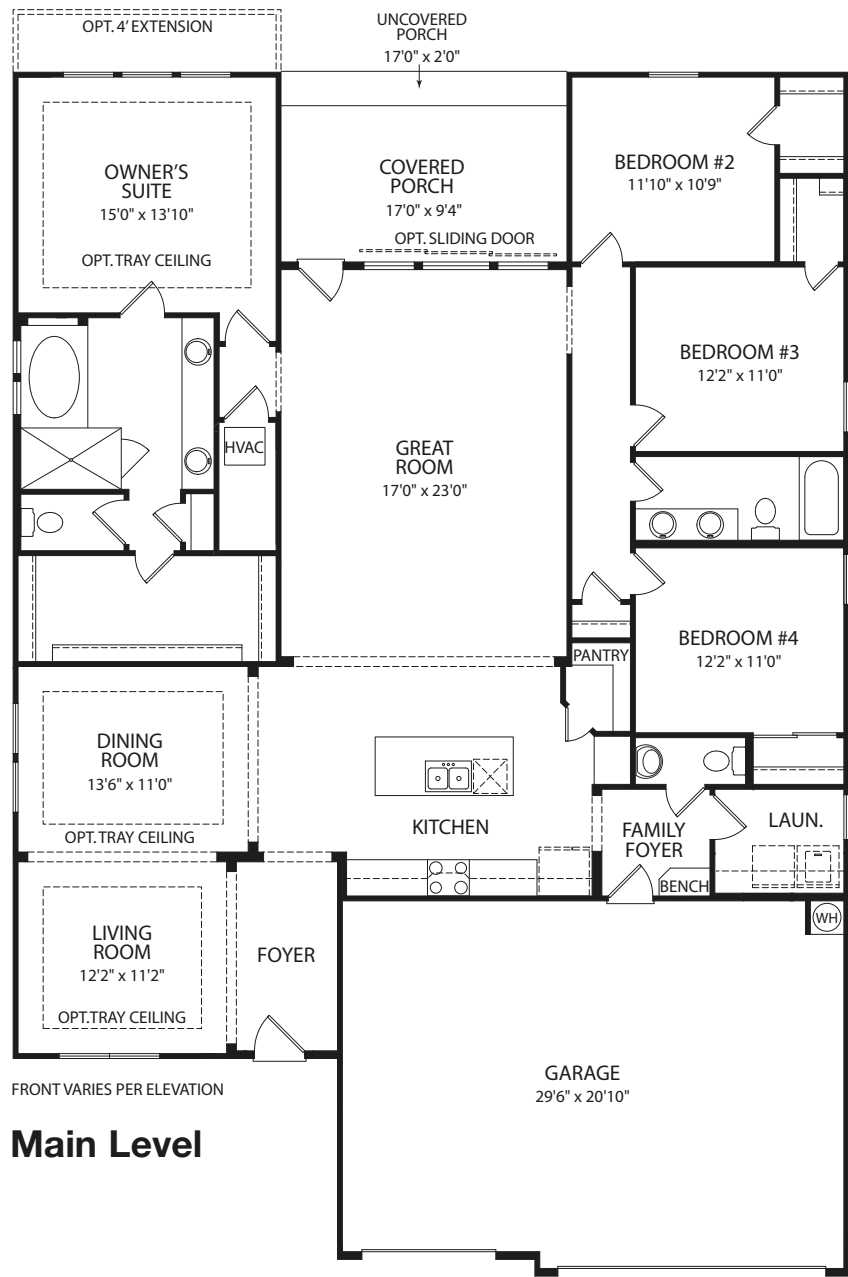 OPT. 4' EXTENSION
UNCOVERED
PORCH
17'0" x 2'0"
OWNER'S
SUITE
15'0" x 13'10"
OPT. TRAY CEILING
COVERED
PORCH
17'0" x 9'4"
OPT. SLIDING DOOR
BEDROOM #2
11'10" x 10'9"
BEDROOM #3
12'2" x 11'0"
HVAC
GREAT
ROOM
17'0" x 23'0"
BEDROOM #4
12'2" x 11'0"
PANTRY
DINING
ROOM
13'6" x 11'0"
OPT. TRAY CEILING
KITCHEN
FAMILY
FOYER
LAUN.
BENCH
WH
LIVING
ROOM
12'2" x 11'2"
OPT.TRAY CEILING
FOYER
GARAGE
29'6" x 20'10"
FRONT VARIES PER ELEVATION
Main Level